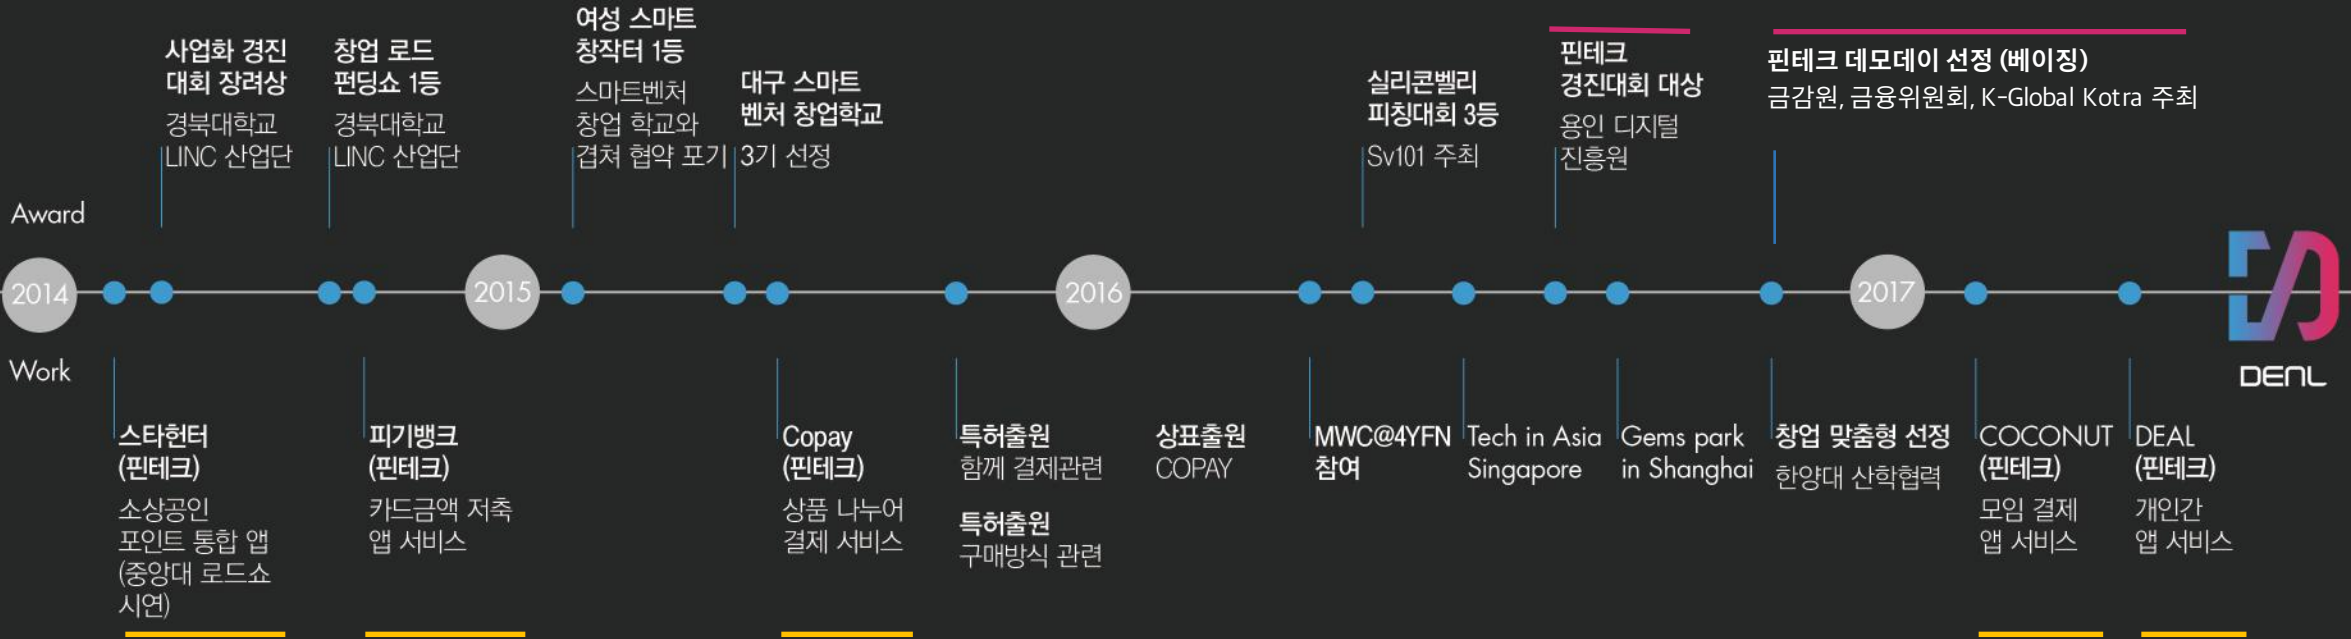 사업화 경진
대회 장려상
경북대학교
LINC 산업단
창업 로드
펀딩쇼 1등
경북대학교
LINC 산업단
여성 스마트
창작터 1등
스마트벤처
창업 학교와
겹쳐 협약 포기
대구 스마트
벤처 창업학교
3기 선정
실리콘벨리
피칭대회 3등
Sv101 주최
핀테크
경진대회 대상
용인 디지털
진흥원
핀테크 데모데이 선정 (베이징)
금감원, 금융위원회, K-Global Kotra 주최
Award
2014
2015
2016
2017
Work
DENL
스타헌터
(핀테크)
소상공인
포인트 통합 앱
(중앙대 로드쇼
시연)
피기뱅크
(핀테크)
카드금액 저축
앱 서비스
Copay
(핀테크)
상품 나누어
결제 서비스
특허출원
함께 결제관련
특허출원
구매방식 관련
상표출원
COPAY
MWC@4YFN
참여
Tech in Asia
Singapore
Gems park
in Shanghai
창업 맞춤형 선정
한양대 산학협력
COCONUT
(핀테크)
모임 결제
앱 서비스
DEAL
(핀테크)
개인간
앱 서비스